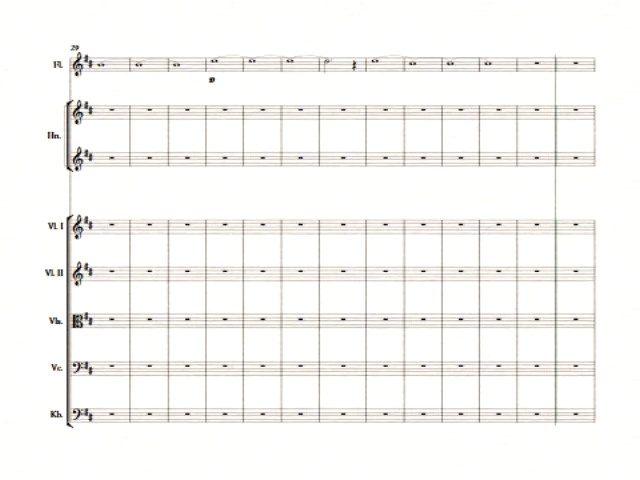 29
Fl.
p
Hn.
Vl. I
Vl. II
Vla.
Vc.
Kb.